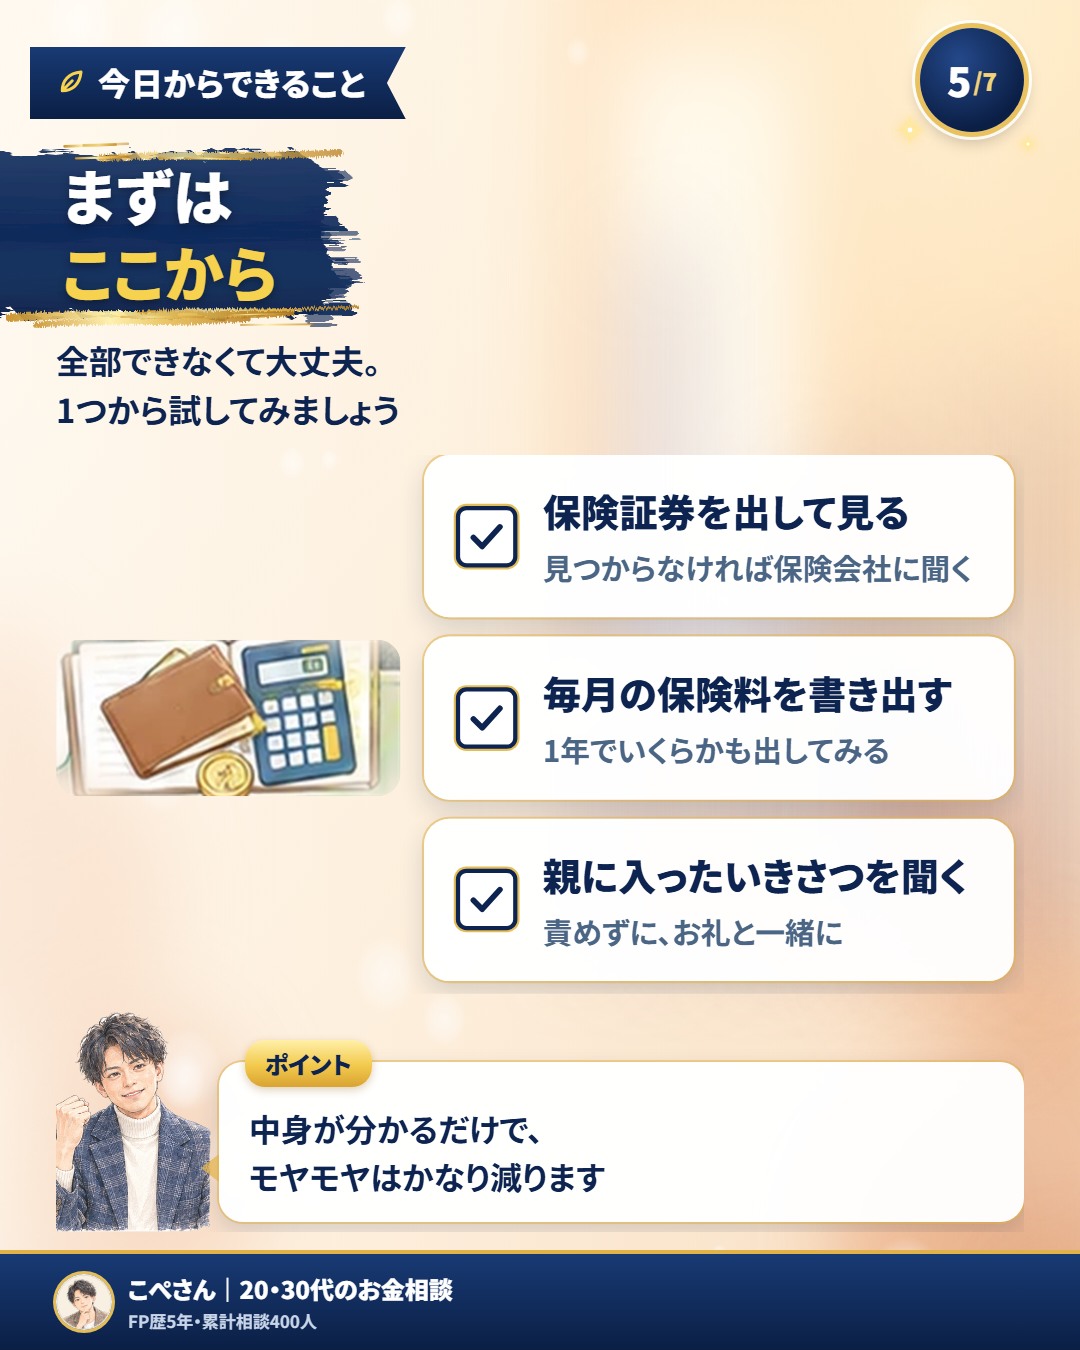 今日からできること
5/7
まずは
ここから
全部できなくて大丈夫。
1つから試してみましょう
保険証券を出して見る
見つからなければ保険会社に聞く
毎月の保険料を書き出す
1年でいくらかも出してみる
親に入ったいきさつを聞く
責めずに、お礼と一緒に
ポイント
中身が分かるだけで、
モヤモヤはかなり減ります
こぺさん｜20・30代のお金相談
FP歴5年・累計相談400人